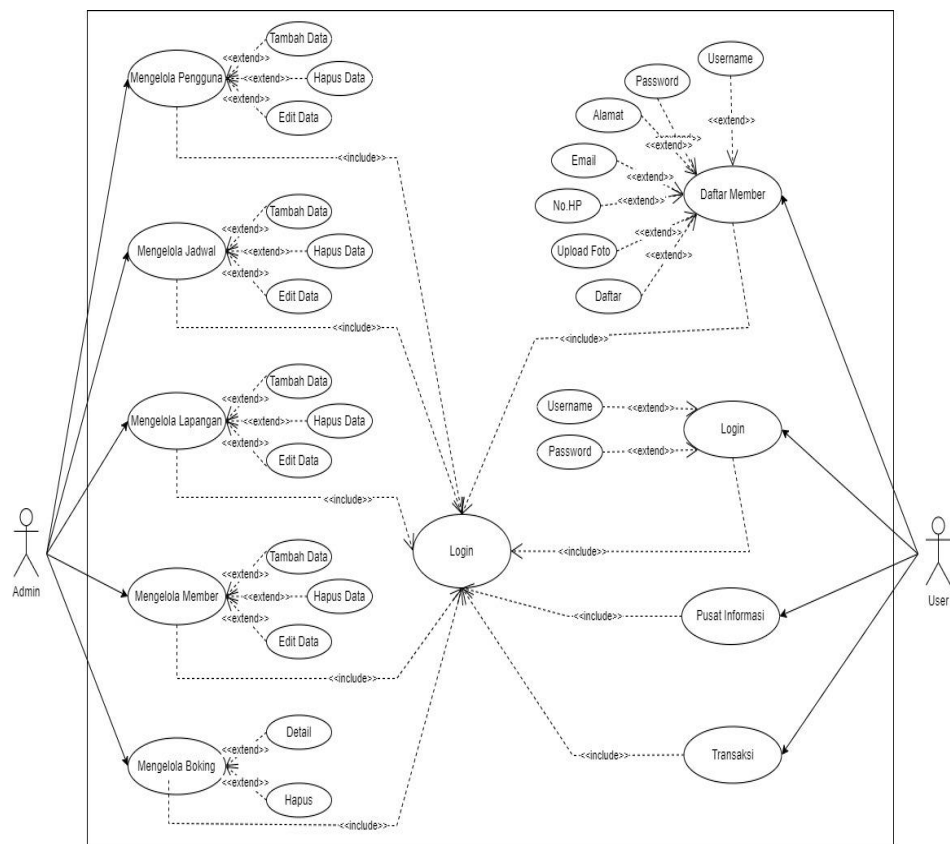 Tambah Data
<<extend>>
Mengelola Pengguna
<<extend>>
Hapus Data
<<extend>>
Edit Data
<<include>>
Tambah Data
<<extend>>
Mengelola Jadwal
<<extend>>
Hapus Data
<<extend>>
Edit Data
<<include>>
Tambah Data
<<extend>>
Mengelola Lapangan
<<extend>>
Hapus Data
<<extend>>
Edit Data
<<include>>
Admin
Tambah Data
<<extend>>
Mengelola Member
<<extend>>
Hapus Data
<<extend>>
Edit Data
<<include>>
Detail
<<extend>>
Mengelola Boking
<<extend>>
Hapus
<<include>>
Login
Username
<<extend>>
Password
<<extend>>
Alamat
<<extend>>
Email
<<extend>>
No.HP
<<extend>>
Upload Foto
<<extend>>
Daftar
<<extend>>
Daftar Member
<<include>>
Username
<<extend>>
Password
<<extend>>
Login
<<include>>
Pusat Informasi
<<include>>
Transaksi
<<include>>
User